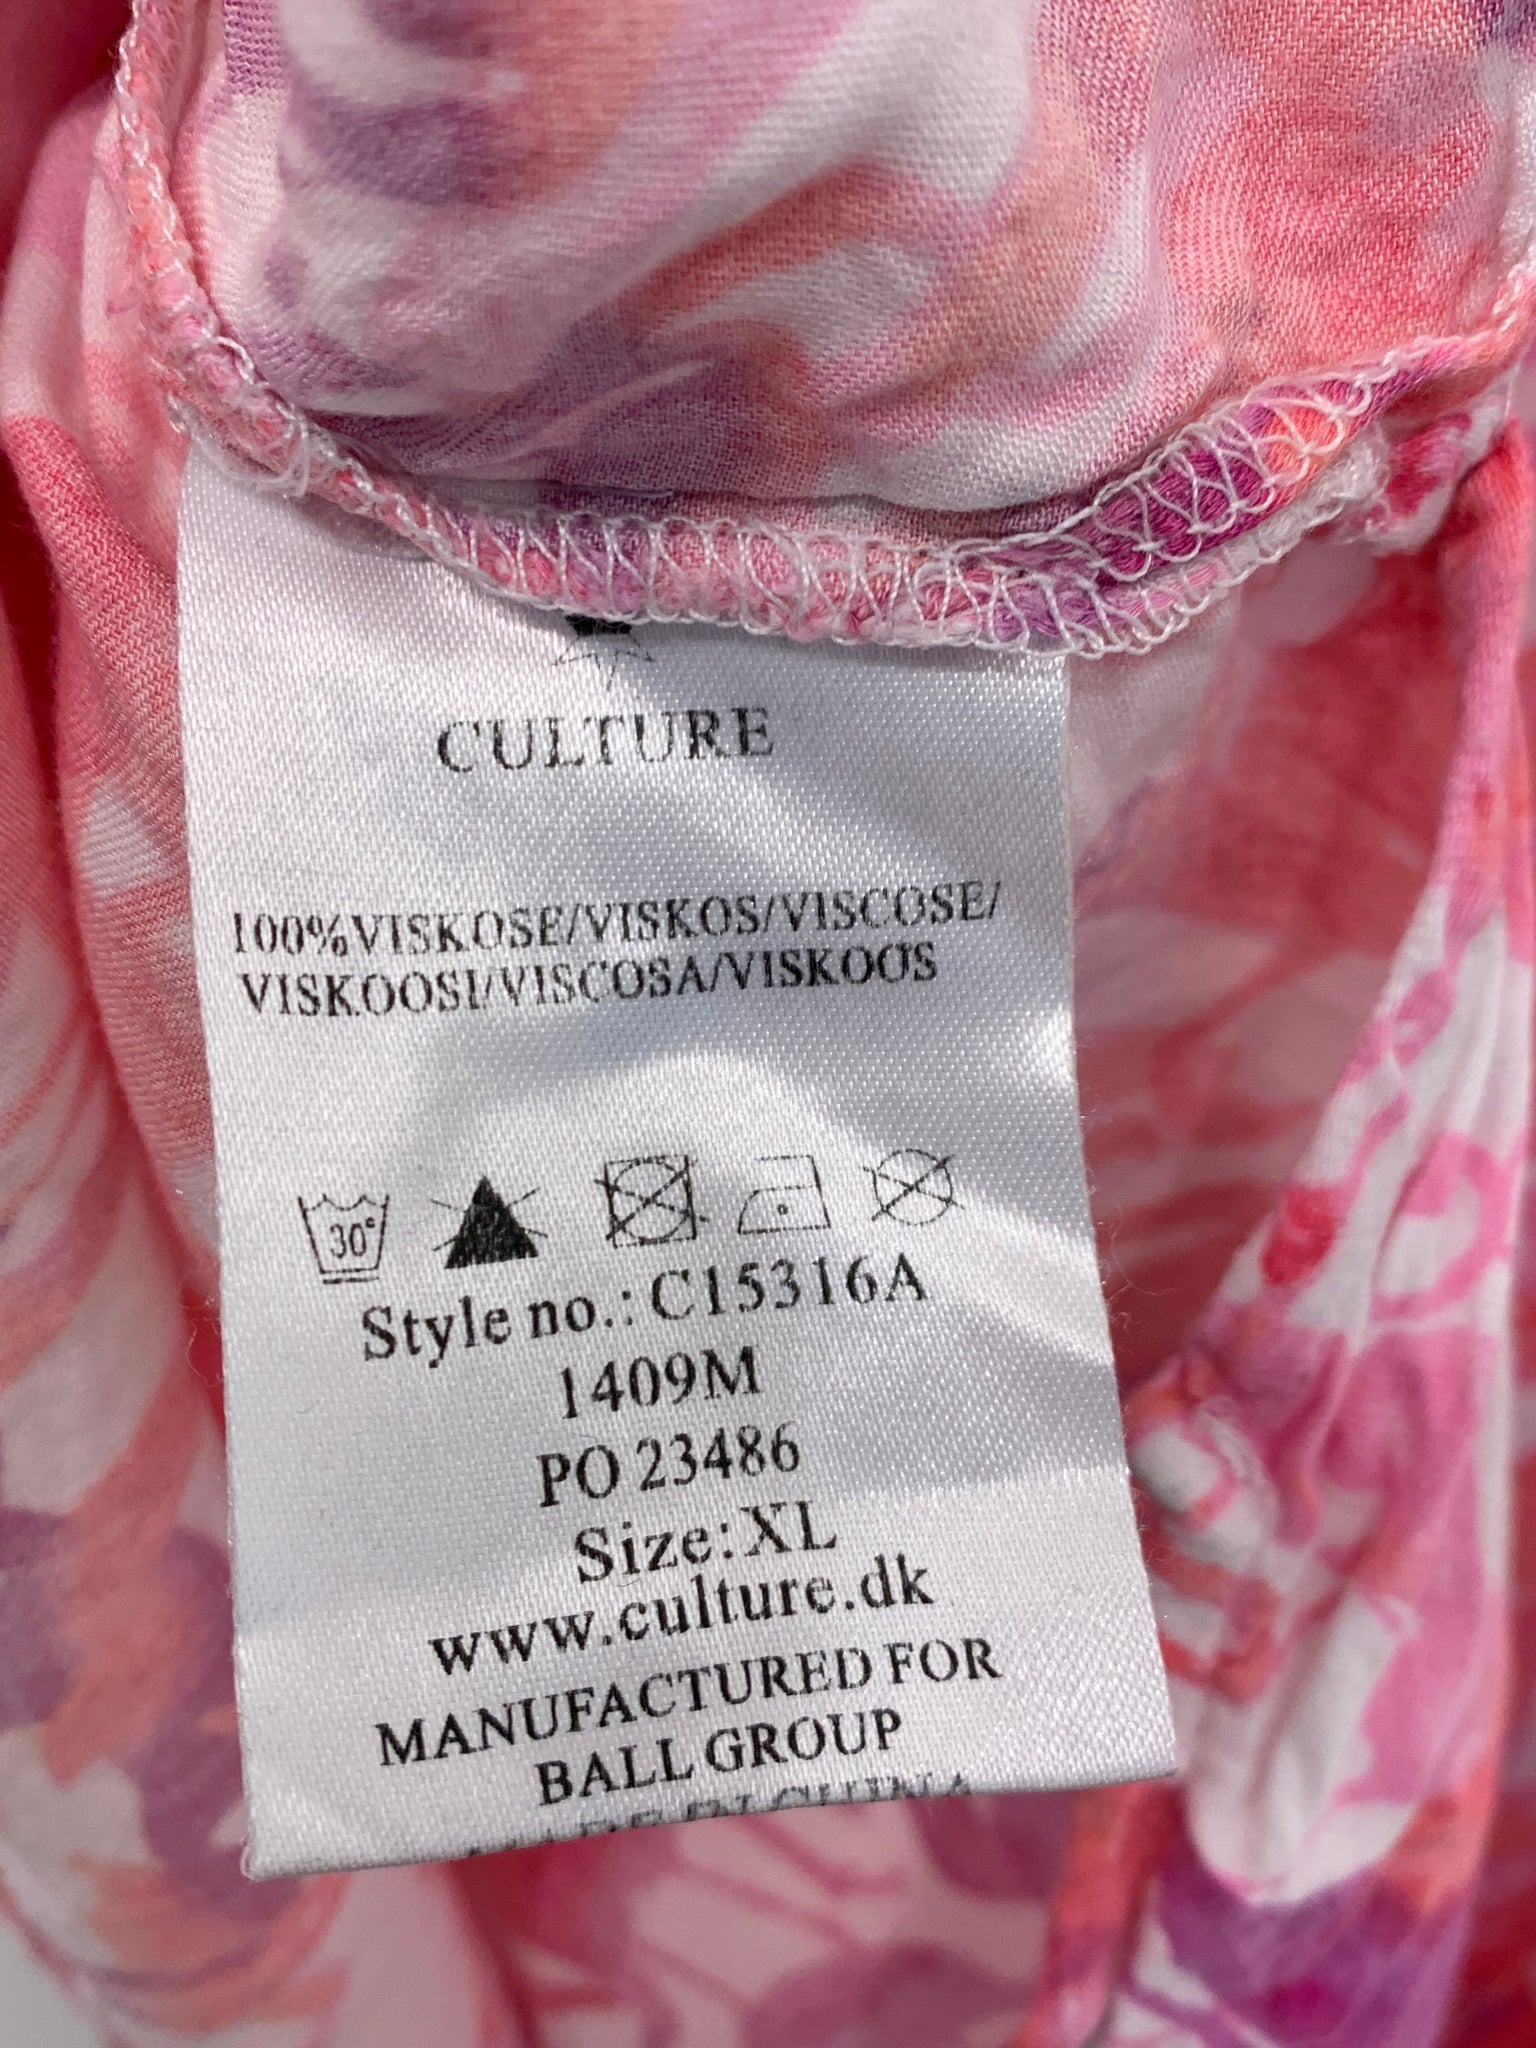 CULTURE
100%VISKOSE/VISKOS/VISCOSE/
VISKOOSI/VISCOSA/VISKOOS
30°
Style no.: C15316A
1409M
PO 23486
Size:XL
www.culture.dk
MANUFACTURED FOR
BALL GROUP
CHINA